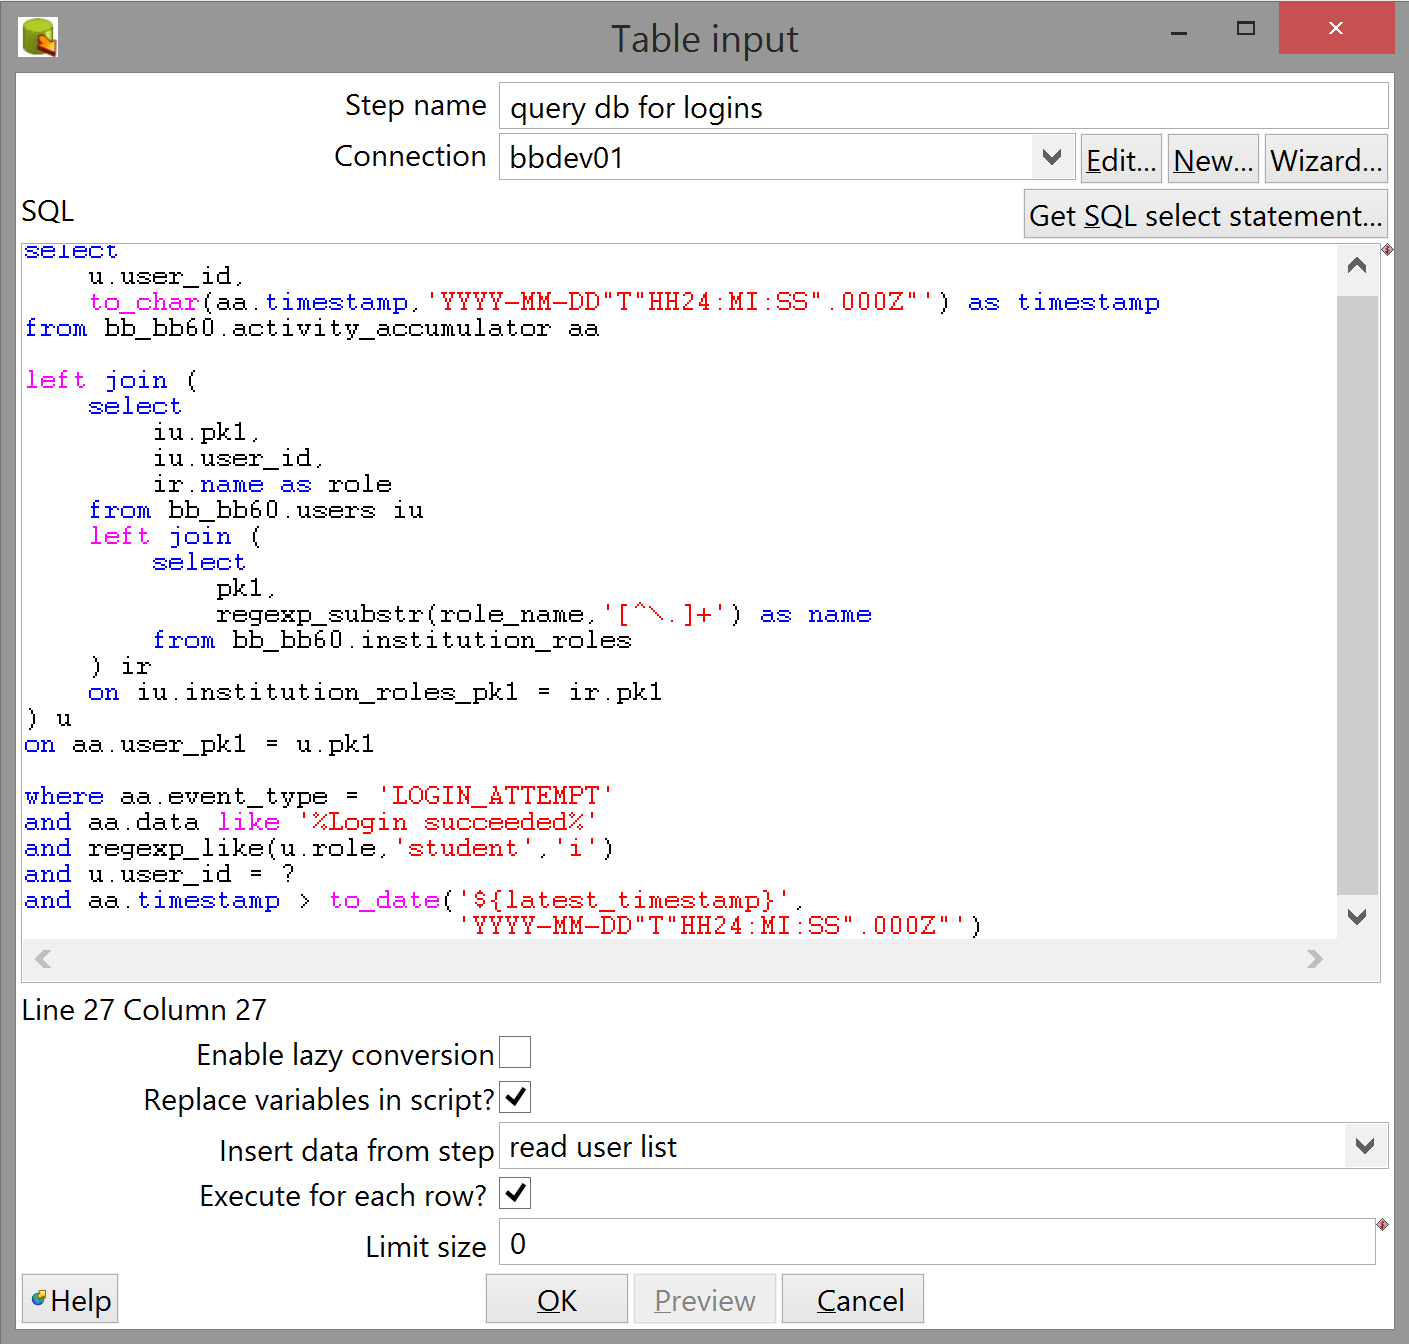 Table input
Step name query db for logins
Connection bbdev01 Edit... New... Wizard...
SQL Get SQL select statement...
select
    u.user_id,
    to_char(aa.timestamp,'YYYY-MM-DD"T"HH24:MI:SS".000Z"') as timestamp
from bb_bb60.activity_accumulator aa
left join (
    select
        iu.pk1,
        iu.user_id,
        ir.name as role
    from bb_bb60.users iu
    left join (
        select
            pk1,
            regexp_substr(role_name,'[^\.]+') as name
        from bb_bb60.institution_roles
    ) ir
    on iu.institution_roles_pk1 = ir.pk1
) u
on aa.user_pk1 = u.pk1
where aa.event_type = 'LOGIN_ATTEMPT'
and aa.data like '%Login succeeded%'
and regexp_like(u.role,'student','i')
and u.user_id = ?
and aa.timestamp > to_date('${latest_timestamp}',
                           'YYYY-MM-DD"T"HH24:MI:SS".000Z"')
Line 27 Column 27
Enable lazy conversion
Replace variables in script?
Insert data from step read user list
Execute for each row?
Limit size 0
Help OK Preview Cancel